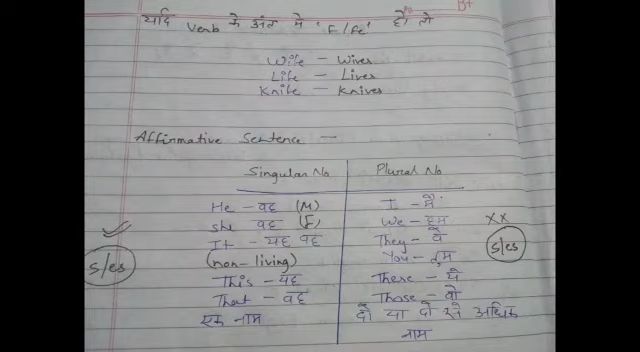 B+
यदि Verb के अंत मे 'F/Fe' हो तो
Wife – Wives
Life – Lives
Knife – Knives
Affirmative Sentence –
Singular No Plural No
He – वह (M) I – मैं
She वह (F) We – हम xx
It – यह वह They – वे
s/es (non-living) You – तुम s/es
This – यह These – ये
That – वह Those – वो
एक नाम दो या दो से अधिक
नाम